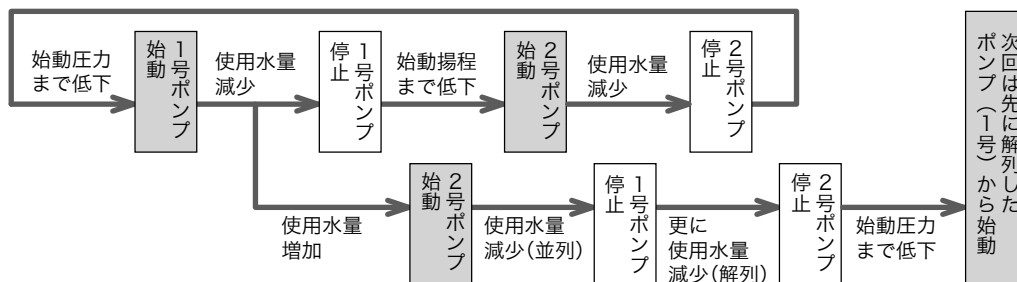 始動圧力
まで低下
1号ポンプ
始動
使用水量
減少
1号ポンプ
停止
始動揚程
まで低下
2号ポンプ
始動
使用水量
減少
2号ポンプ
停止
使用水量
増加
2号ポンプ
始動
使用水量
減少(並列)
1号ポンプ
停止
更に
使用水量
減少(解列)
2号ポンプ
停止
始動圧力
まで低下
次回は先に解列した
ポンプ(1号)から始動